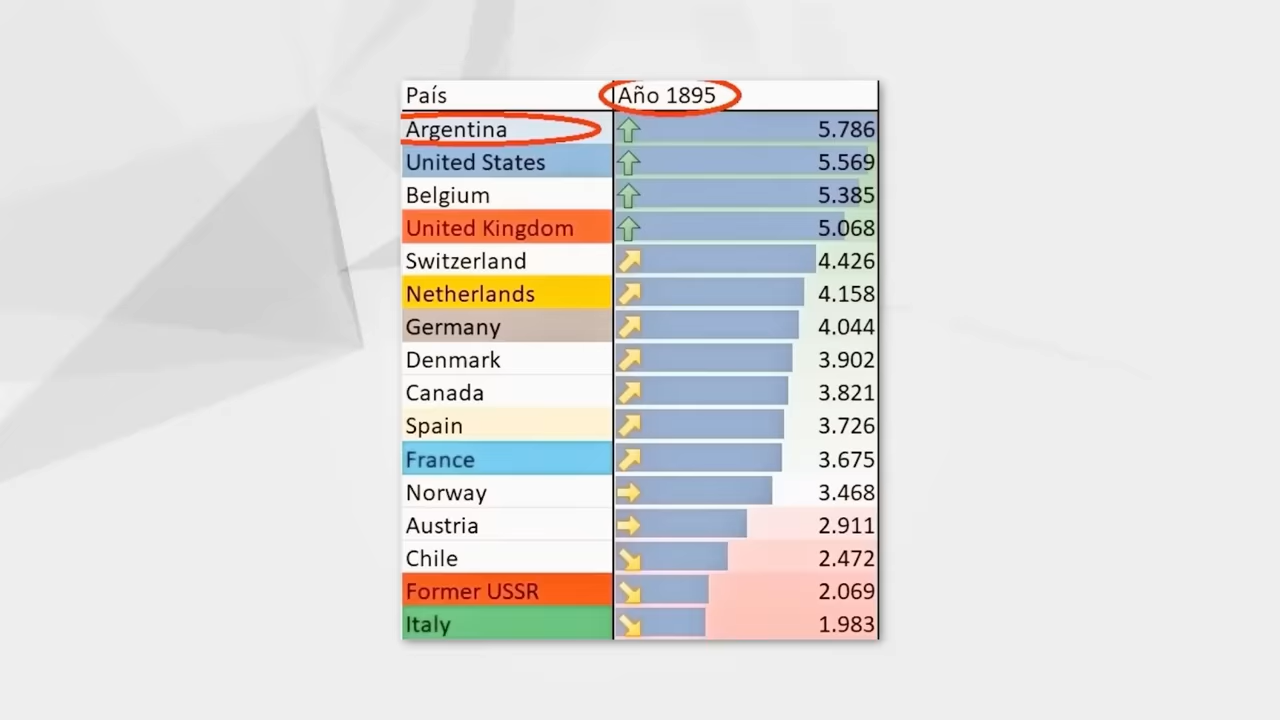 País Año 1895
Argentina 5.786
United States 5.569
Belgium 5.385
United Kingdom 5.068
Switzerland 4.426
Netherlands 4.158
Germany 4.044
Denmark 3.902
Canada 3.821
Spain 3.726
France 3.675
Norway 3.468
Austria 2.911
Chile 2.472
Former USSR 2.069
Italy 1.983